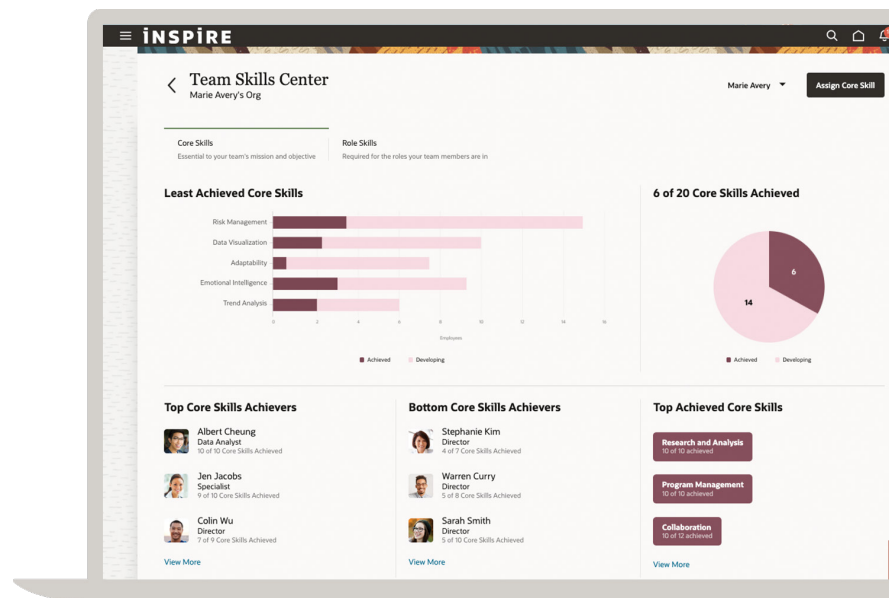 INSPIRE
Team Skills Center
Marie Avery's Org
Marie Avery
Assign Core Skill
Core Skills
Essential to your team's mission and objective
Role Skills
Required for the roles your team members are in
Least Achieved Core Skills
Risk Management
Data Visualization
Adaptability
Emotional Intelligence
Trend Analysis
0 2 4 6 8 10 12 14 16
Employees
Achieved Developing
6 of 20 Core Skills Achieved
6
14
Achieved Developing
Top Core Skills Achievers
Albert Cheung
Data Analyst
10 of 10 Core Skills Achieved
Jen Jacobs
Specialist
9 of 10 Core Skills Achieved
Colin Wu
Director
7 of 9 Core Skills Achieved
View More
Bottom Core Skills Achievers
Stephanie Kim
Director
4 of 7 Core Skills Achieved
Warren Curry
Director
5 of 8 Core Skills Achieved
Sarah Smith
Director
5 of 10 Core Skills Achieved
View More
Top Achieved Core Skills
Research and Analysis
10 of 10 achieved
Program Management
10 of 10 achieved
Collaboration
10 of 12 achieved
View More